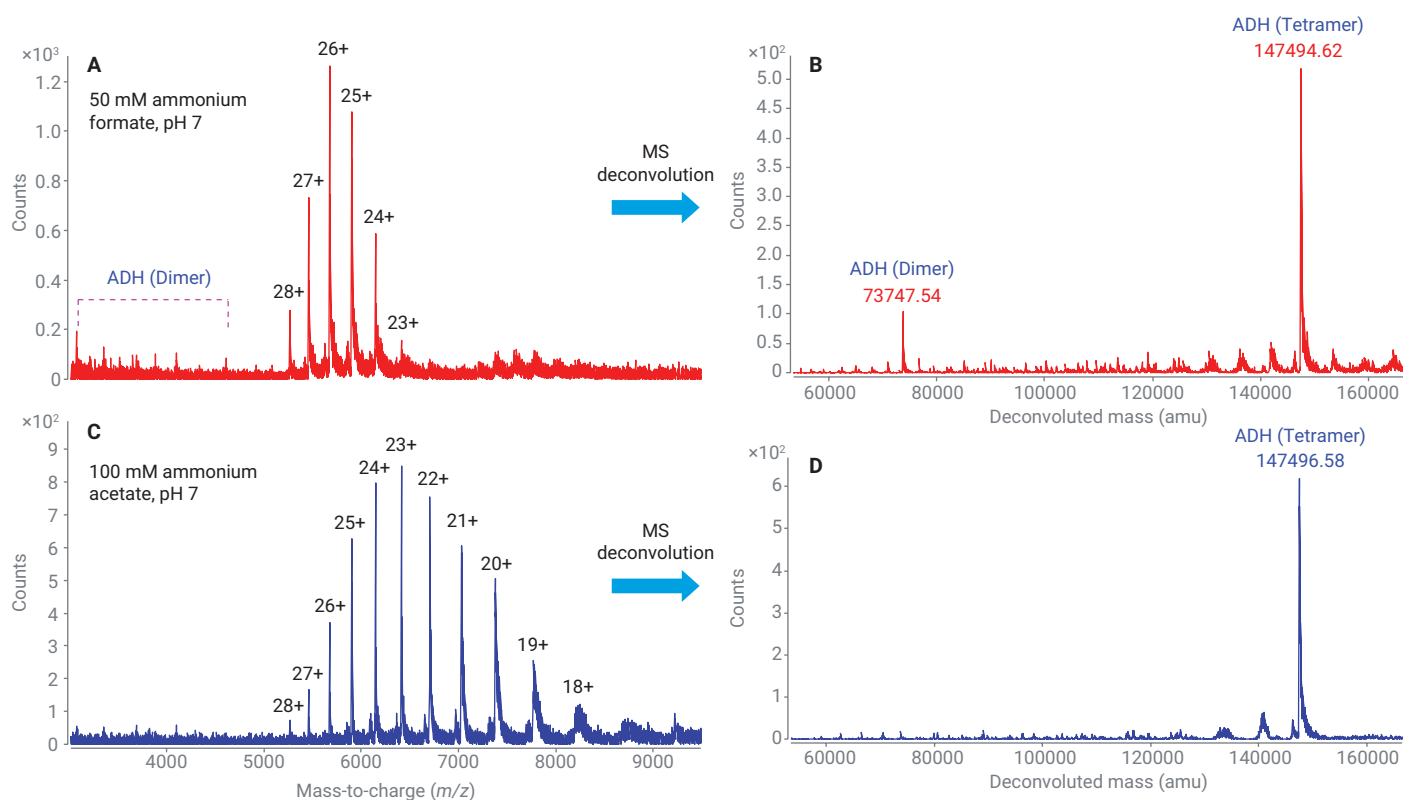 A
50 mM ammonium
formate, pH 7
×10³
Counts
1.2
1.0
0.8
0.6
0.4
0.2
0
ADH (Dimer)
28+
27+
26+
25+
24+
23+
MS
deconvolution
B
×10²
Counts
5.0
4.5
4.0
3.5
3.0
2.5
2.0
1.5
1.0
0.5
0
ADH (Dimer)
73747.54
ADH (Tetramer)
147494.62
60000 80000 100000 120000 140000 160000
Deconvoluted mass (amu)
C
100 mM ammonium
acetate, pH 7
×10²
Counts
9
8
7
6
5
4
3
2
1
0
28+
27+
26+
25+
24+
23+
22+
21+
20+
19+
18+
4000 5000 6000 7000 8000 9000
Mass-to-charge (m/z)
MS
deconvolution
D
×10²
Counts
6
5
4
3
2
1
0
ADH (Tetramer)
147496.58
60000 80000 100000 120000 140000 160000
Deconvoluted mass (amu)